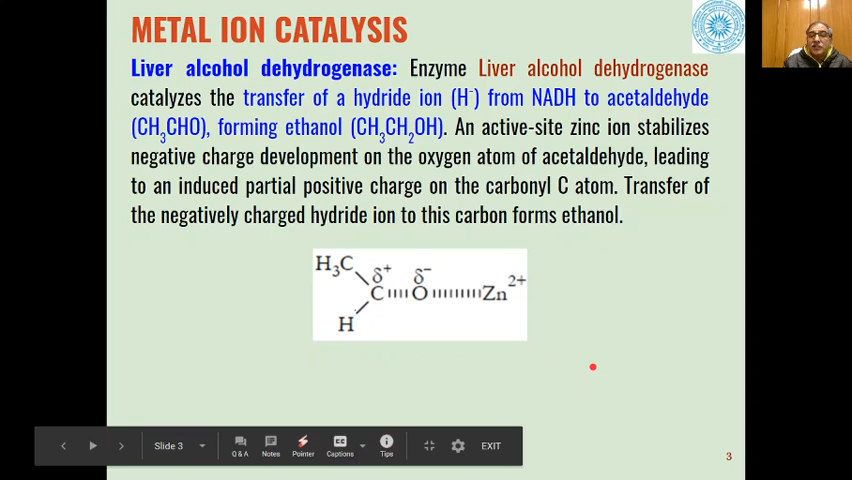 METAL ION CATALYSIS
Liver alcohol dehydrogenase: Enzyme Liver alcohol dehydrogenase
catalyzes the transfer of a hydride ion (H⁻) from NADH to acetaldehyde
(CH₃CHO), forming ethanol (CH₃CH₂OH). An active-site zinc ion stabilizes
negative charge development on the oxygen atom of acetaldehyde, leading
to an induced partial positive charge on the carbonyl C atom. Transfer of
the negatively charged hydride ion to this carbon forms ethanol.
H₃C
δ⁺ δ⁻
C O Zn²⁺
H
Slide 3
Q & A Notes Pointer Captions Tips
EXIT
3